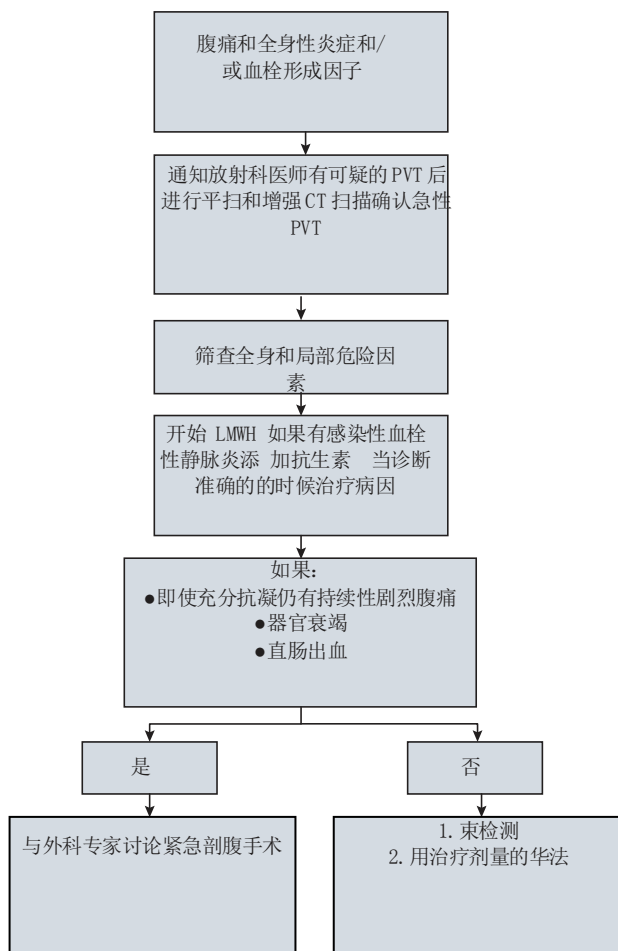 腹痛和全身性炎症和/
或血栓形成因子
通知放射科医师有可疑的 PVT 后
进行平扫和增强 CT 扫描确认急性
PVT
筛查全身和局部危险因
素
开始 LMWH 如果有感染性血栓
性静脉炎添 加抗生素 当诊断
准确的的时候治疗病因
如果:
●即使充分抗凝仍有持续性剧烈腹痛
●器官衰竭
●直肠出血
是
否
与外科专家讨论紧急剖腹手术
1. 束检测
2. 用治疗剂量的华法